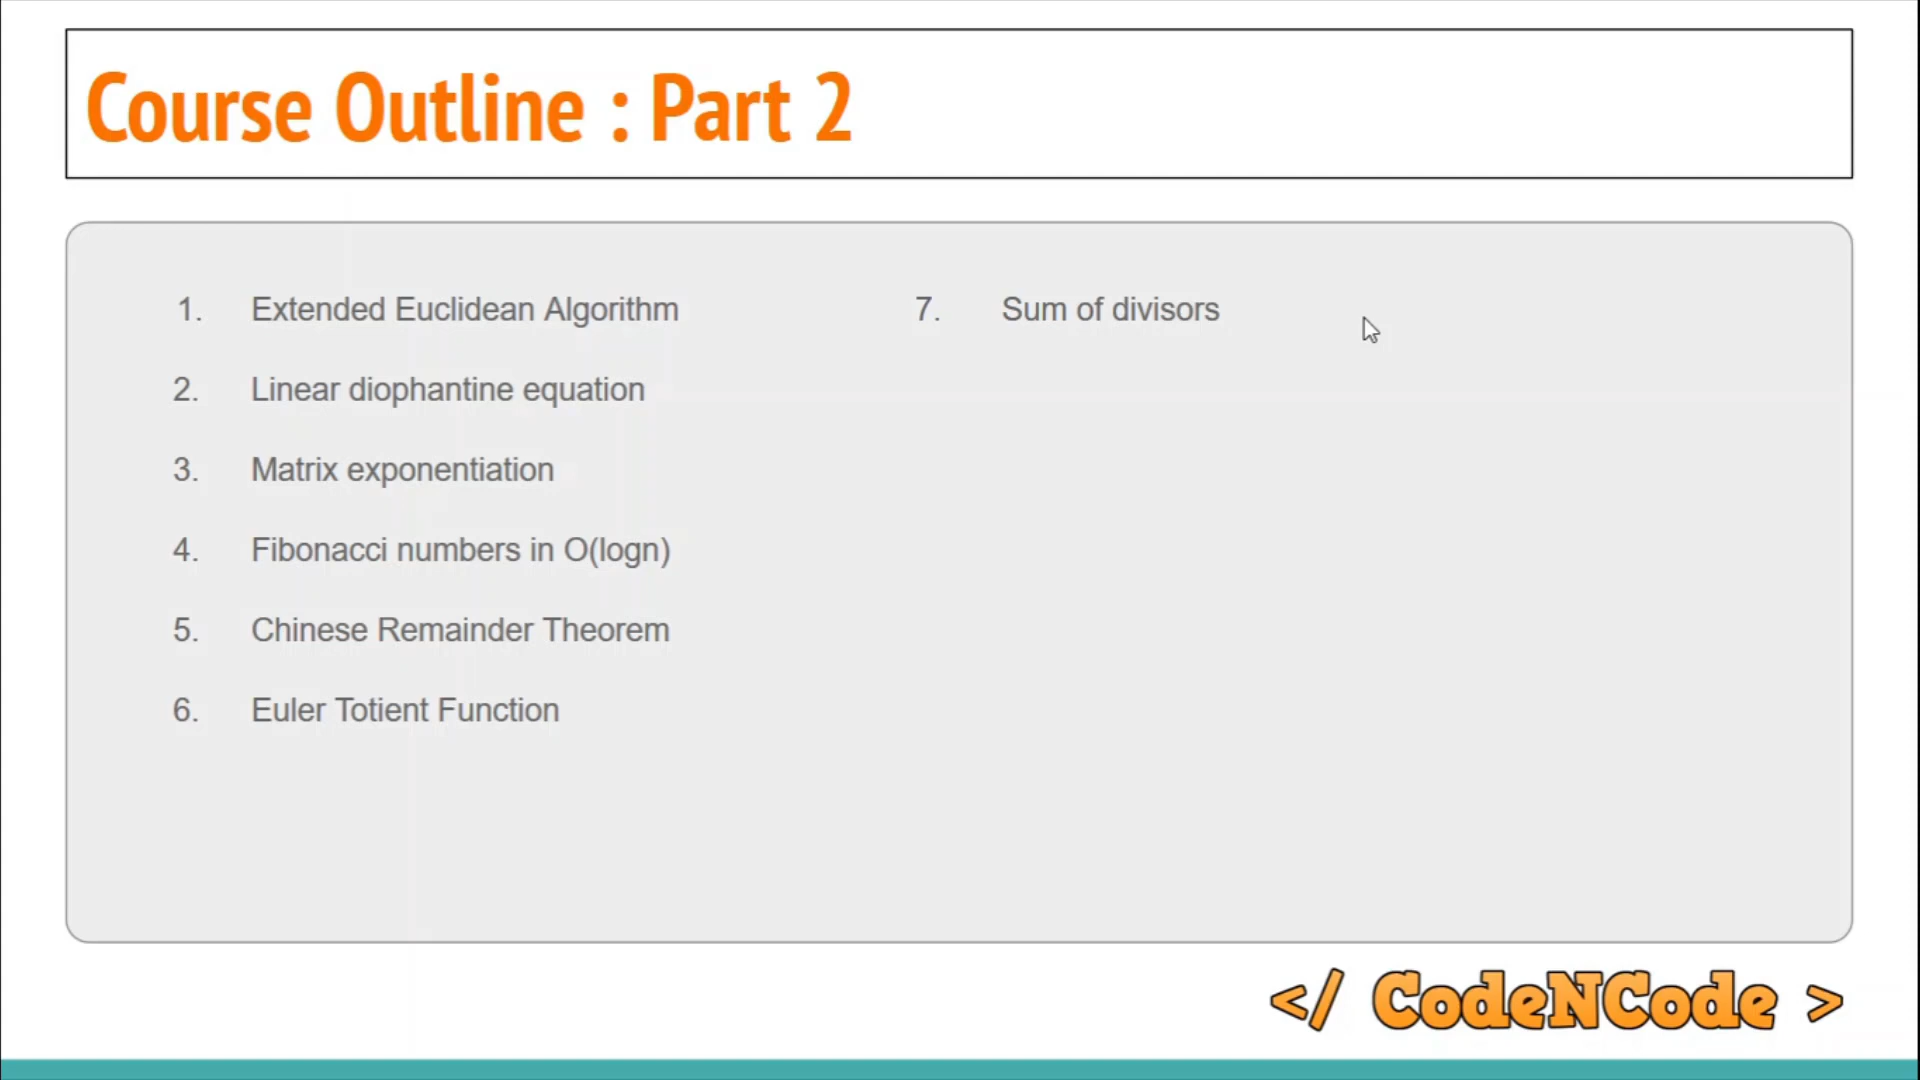 Course Outline : Part 2
1. Extended Euclidean Algorithm
2. Linear diophantine equation
3. Matrix exponentiation
4. Fibonacci numbers in O(logn)
5. Chinese Remainder Theorem
6. Euler Totient Function
7. Sum of divisors
</ CodeNCode >